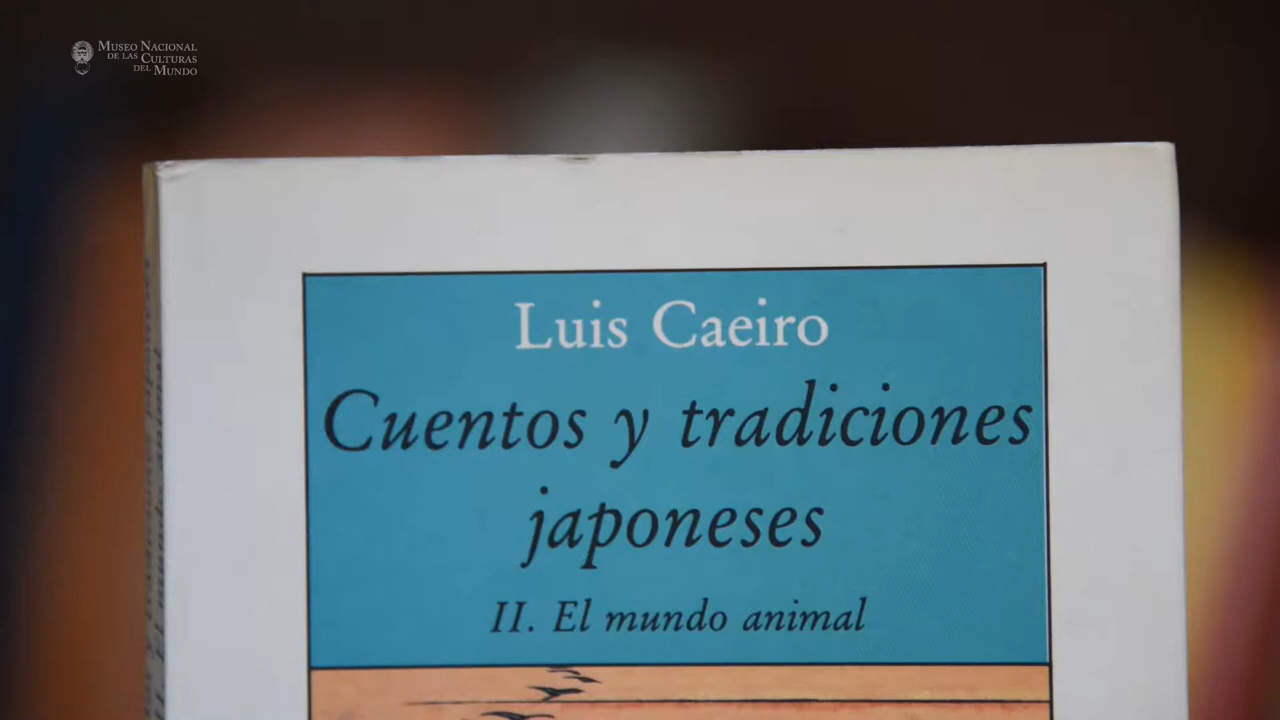 Museo Nacional
de las Culturas
del Mundo
Luis Caeiro
Cuentos y tradiciones
japoneses
II. El mundo animal